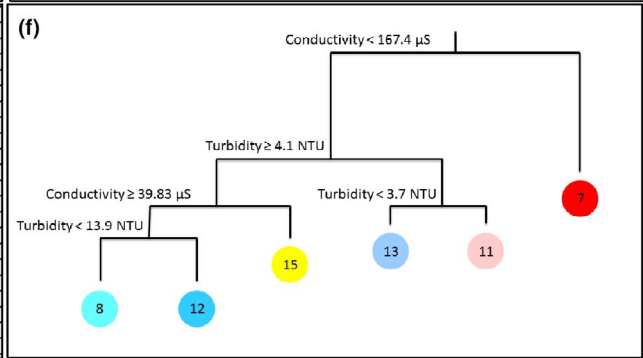 (f)
Conductivity < 167.4 µS
Turbidity ≥ 4.1 NTU
Conductivity ≥ 39.83 µS
Turbidity < 3.7 NTU
7
Turbidity < 13.9 NTU
15
13
11
8
12